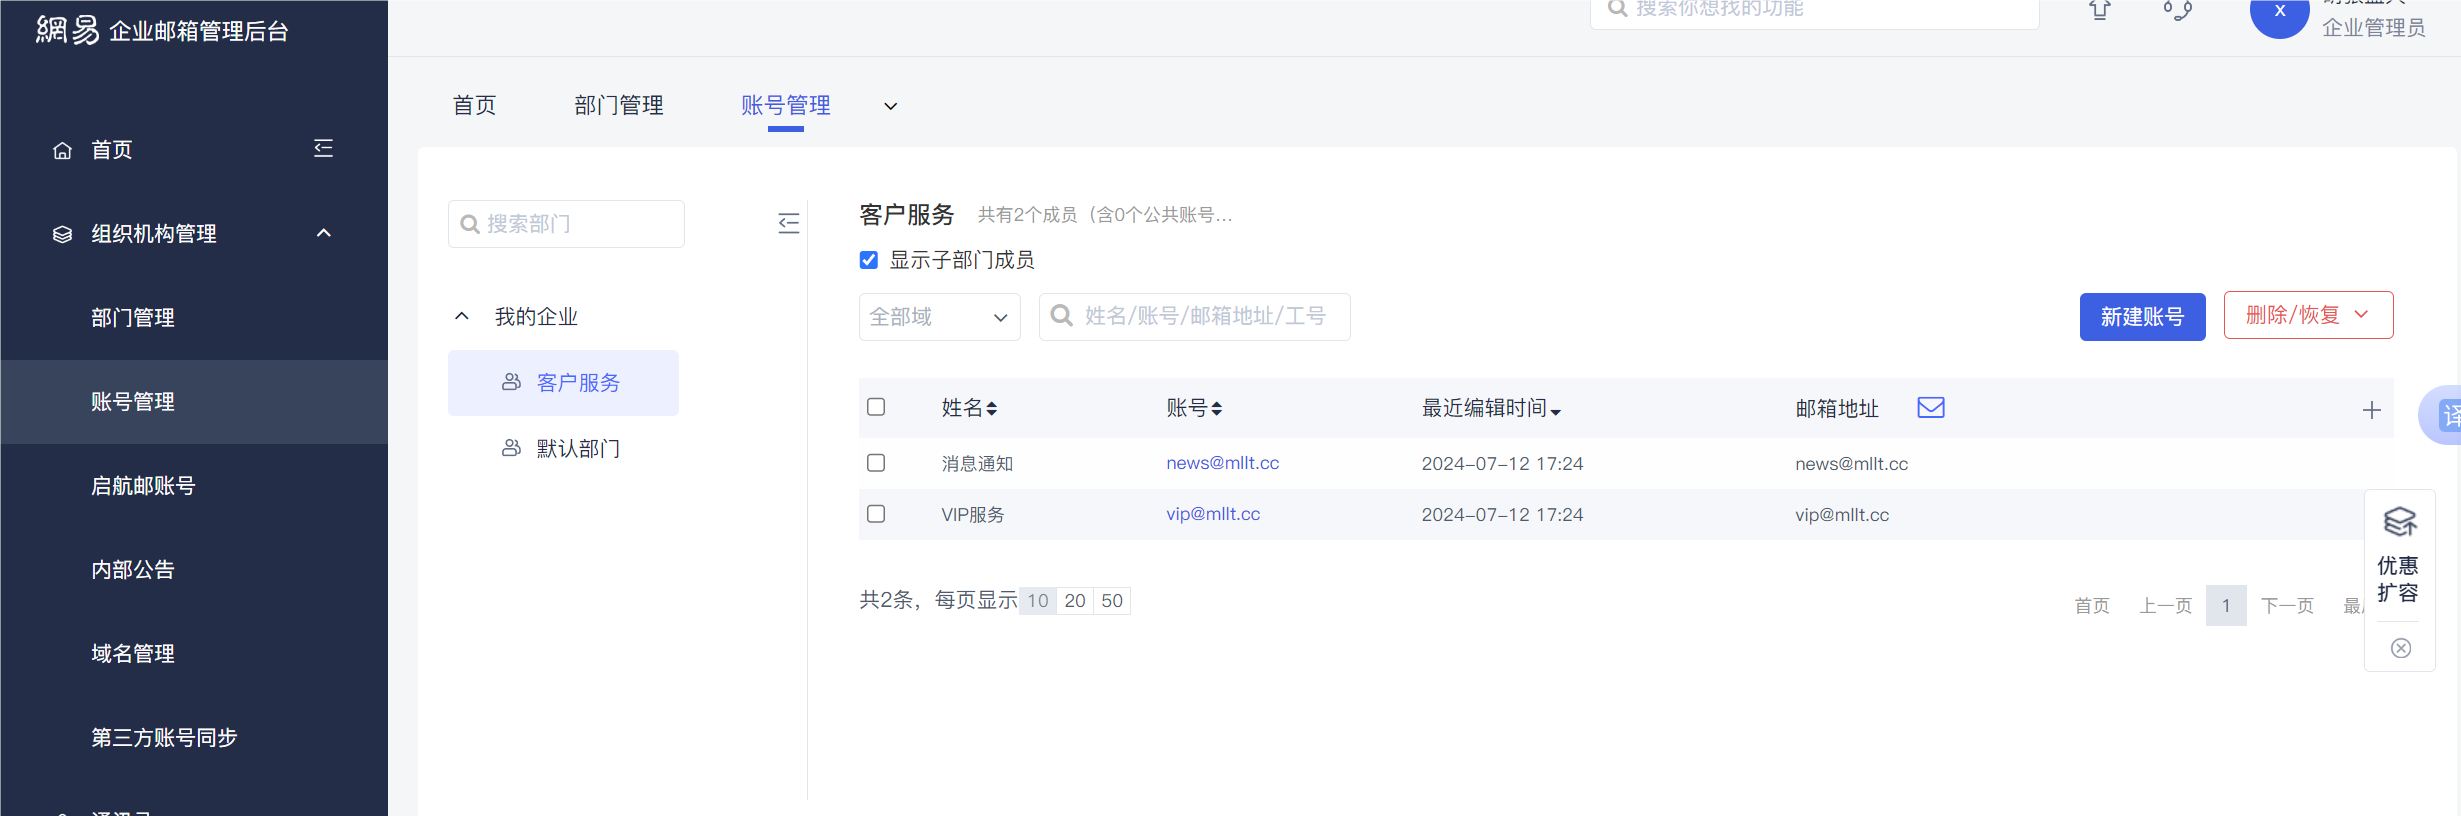 網易 企业邮箱管理后台
搜索你想找的功能
x
企业管理员
首页
组织机构管理
部门管理
账号管理
启航邮账号
内部公告
域名管理
第三方账号同步
首页 部门管理 账号管理
搜索部门
我的企业
客户服务
默认部门
客户服务 共有2个成员（含0个公共账号...
显示子部门成员
全部域 姓名/账号/邮箱地址/工号 新建账号 删除/恢复
姓名 账号 最近编辑时间 邮箱地址
消息通知 news@mllt.cc 2024-07-12 17:24 news@mllt.cc
VIP服务 vip@mllt.cc 2024-07-12 17:24 vip@mllt.cc
共2条，每页显示 10 20 50
首页 上一页 1 下一页
译
优惠
扩容